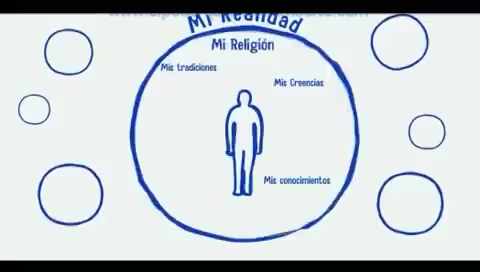 Mi Realidad
Mi Religión
Mis tradiciones
Mis Creencias
Mis conocimientos